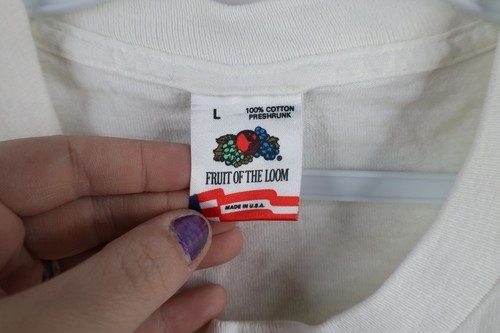 L 100% COTTON
PRESHRUNK
®
FRUIT OF THE LOOM
MADE IN U.S.A.